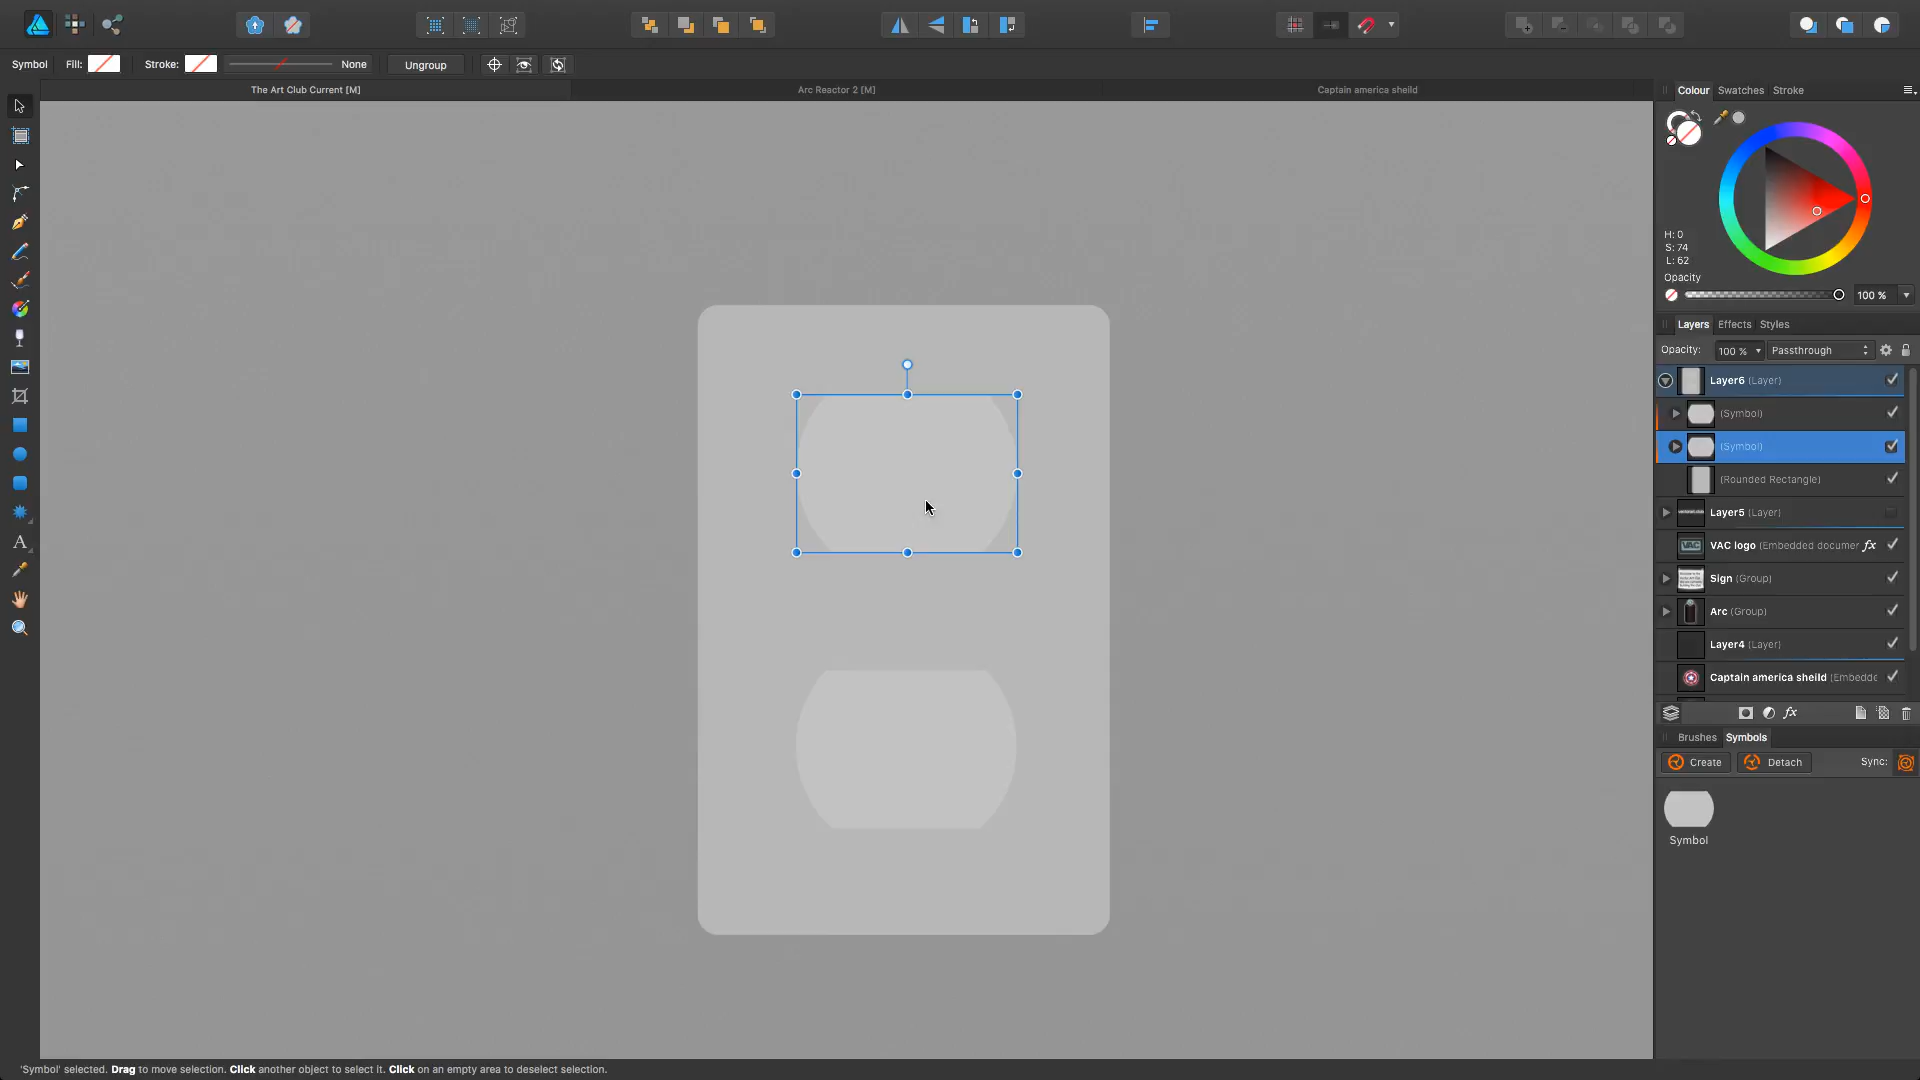 Symbol Fill: Stroke: None Ungroup
The Art Club Current [M] Arc Reactor 2 [M] Captain america sheild
Colour Swatches Stroke
H: 0
S: 74
L: 62
Opacity
100 %
Layers Effects Styles
Opacity: 100 % Passthrough
Layer6 (Layer)
(Symbol)
(Symbol)
(Rounded Rectangle)
Layer5 (Layer)
VAC logo (Embedded documer fx
Sign (Group)
Arc (Group)
Layer4 (Layer)
Captain america sheild (Embedde
fx
Brushes Symbols
Create Detach Sync:
Symbol
'Symbol' selected. Drag to move selection. Click another object to select it. Click on an empty area to deselect selection.